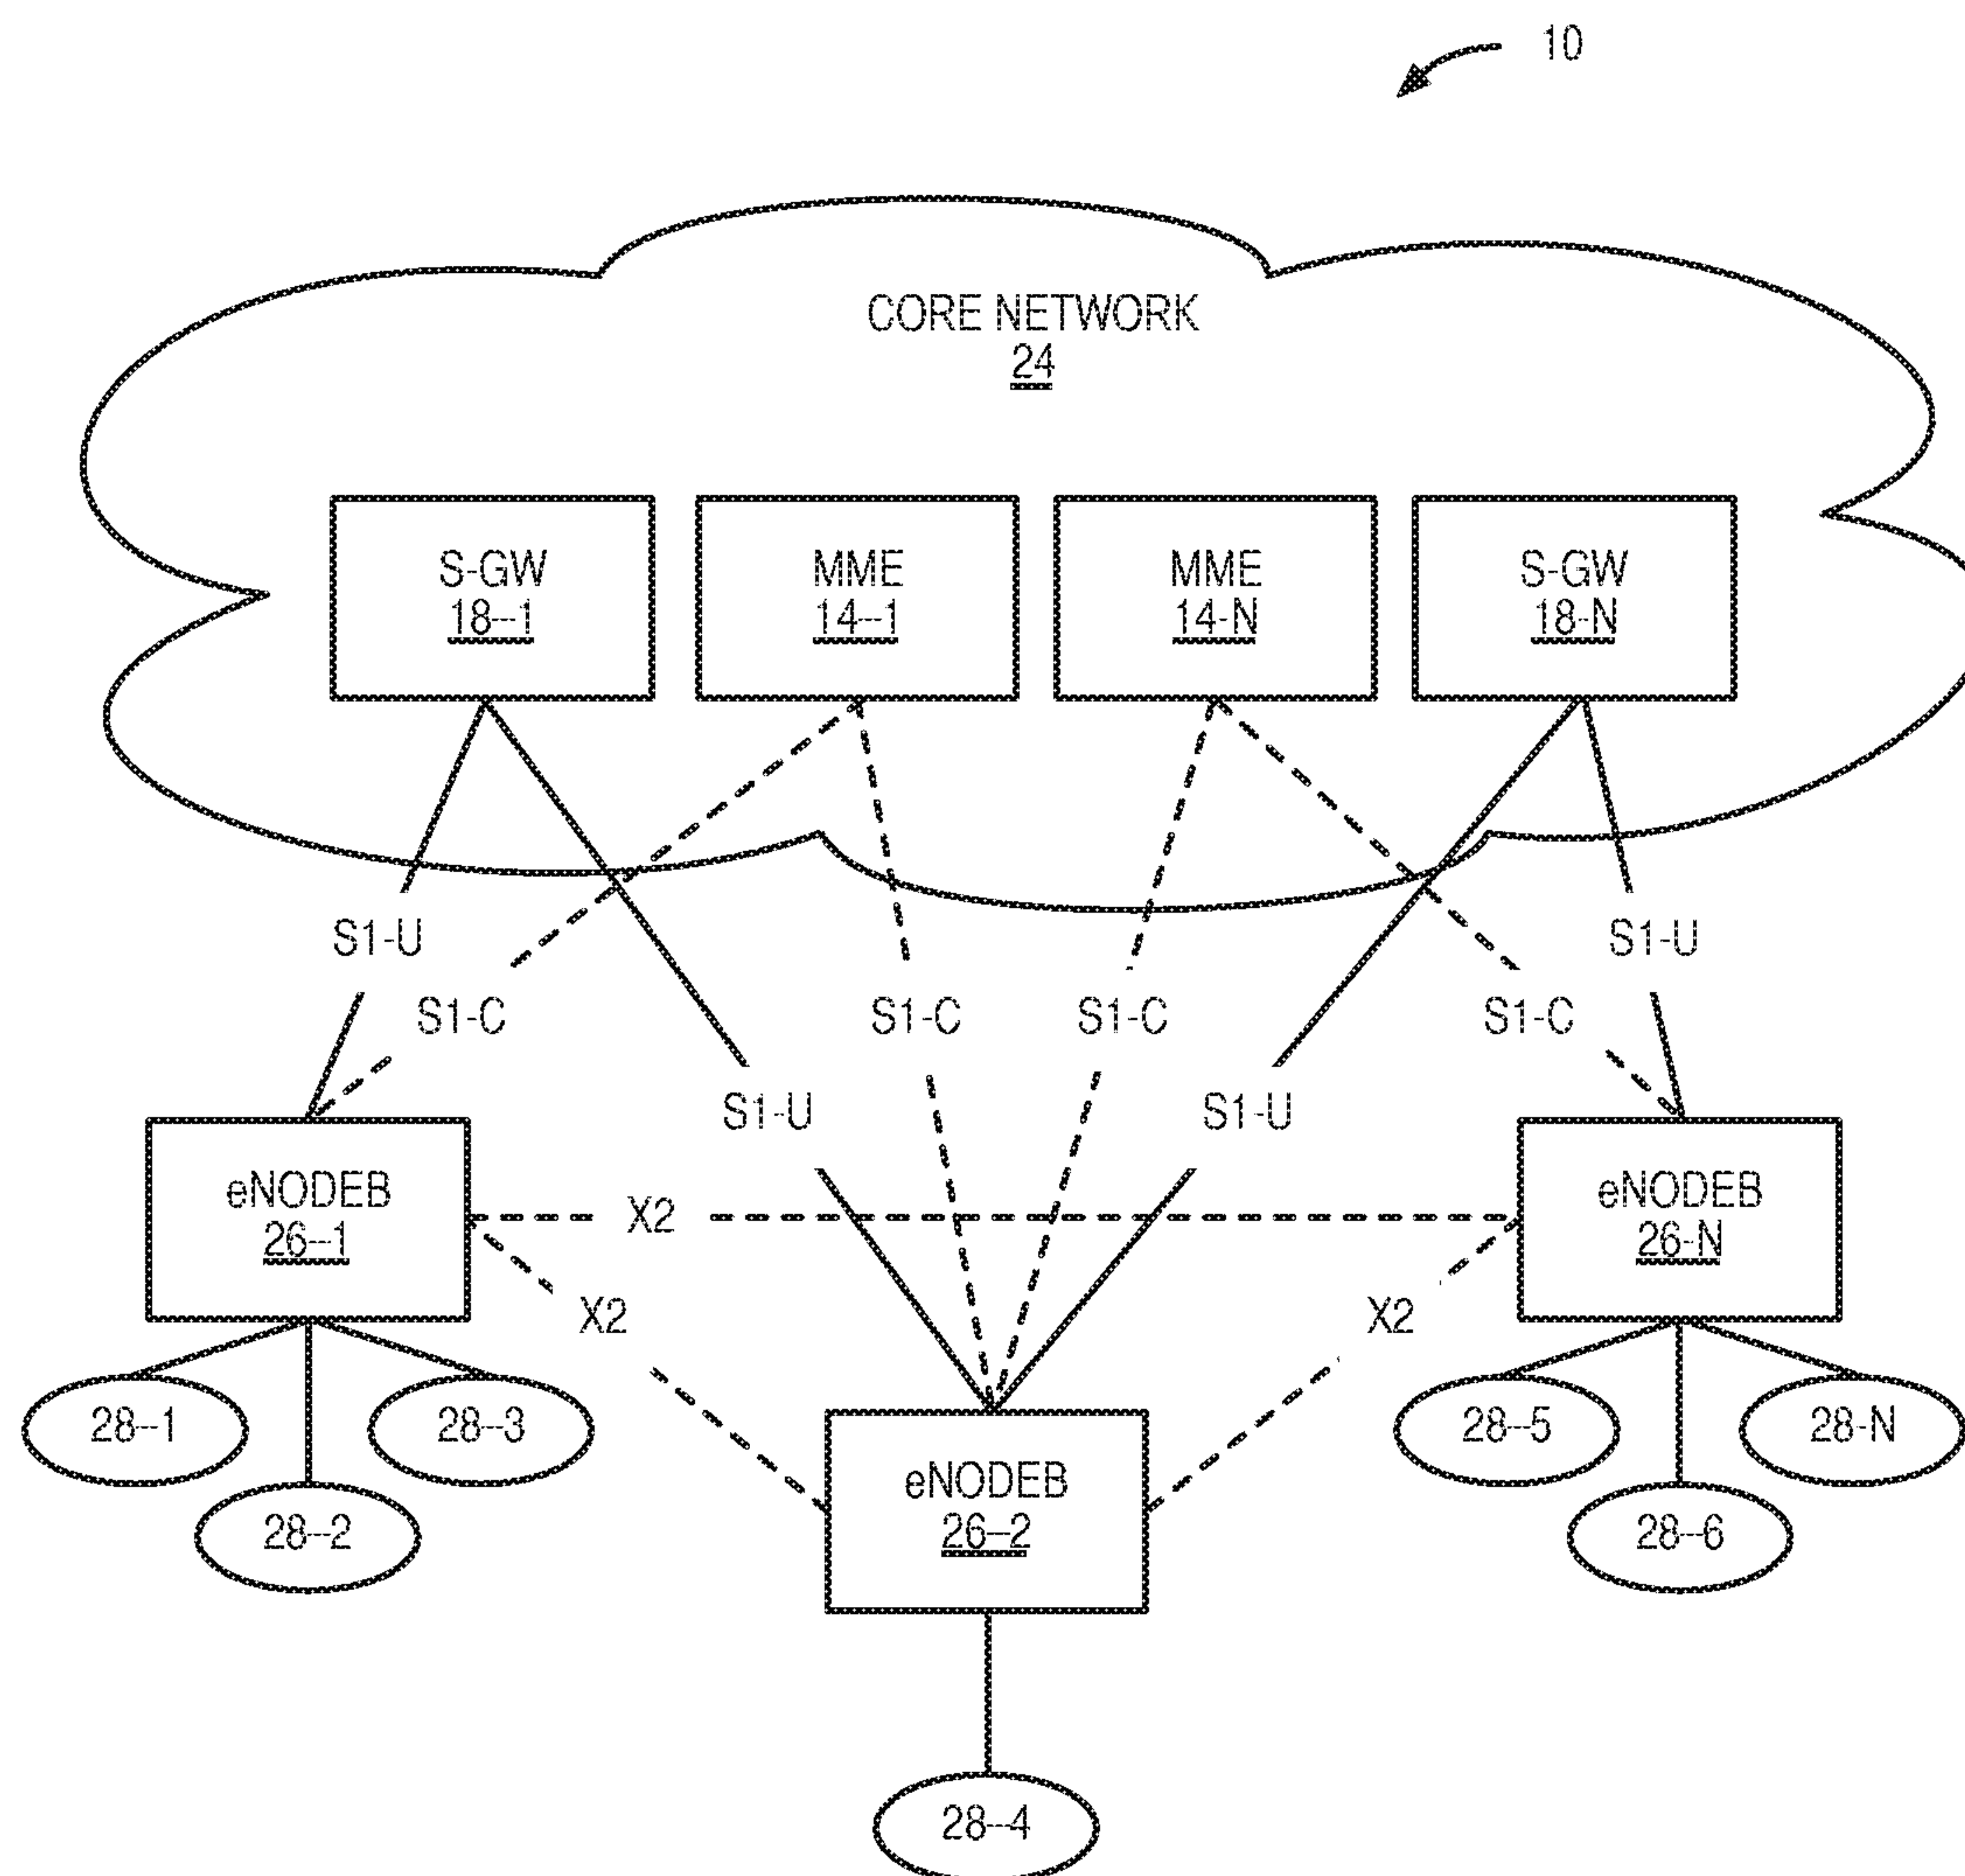 10
CORE NETWORK
24
S-GW
18--1
MME
14--1
MME
14-N
S-GW
18-N
S1-U
S1-U
S1-C
S1-C
S1-C
S1-C
S1-U
S1-U
eNODEB
26--1
X2
eNODEB
26-N
X2
X2
28--1
28--3
28--5
28-N
eNODEB
26--2
28--2
28--6
28--4